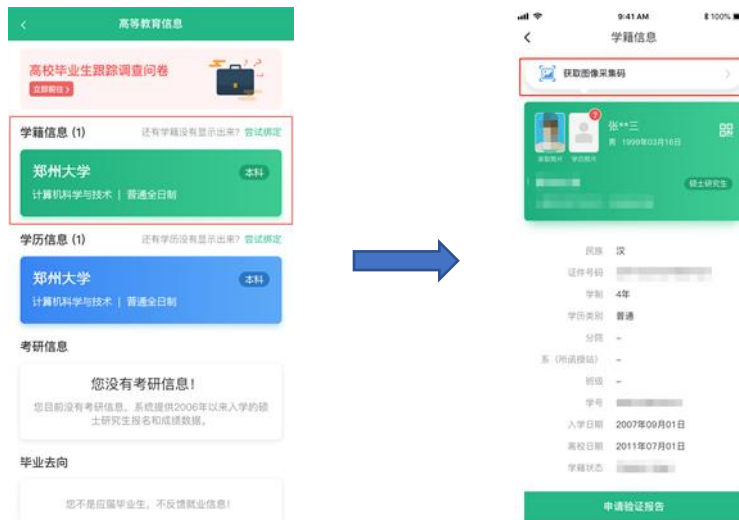 高等教育信息
高校毕业生跟踪调查问卷
立即前往 >
学籍信息 (1) 还有学籍没有显示出来? 尝试绑定
郑州大学 本科
计算机科学与技术 | 普通全日制
学历信息 (1) 还有学历没有显示出来? 尝试绑定
郑州大学 本科
计算机科学与技术 | 普通全日制
考研信息
您没有考研信息!
您目前没有考研信息, 系统提供2006年以来入学的硕
士研究生报名和成绩数据。
毕业去向
您不是应届毕业生, 不反馈就业信息!
9:41 AM 100%
学籍信息
获取图像采集码
张**三
男 1999年03月16日
录取照片 学历照片
硕士研究生
民族 汉
证件号码
学制 4年
学历类别 普通
分院 -
系 (所函授站) -
班级 -
学号
入学日期 2007年09月01日
离校日期 2011年07月01日
学籍状态
申请验证报告